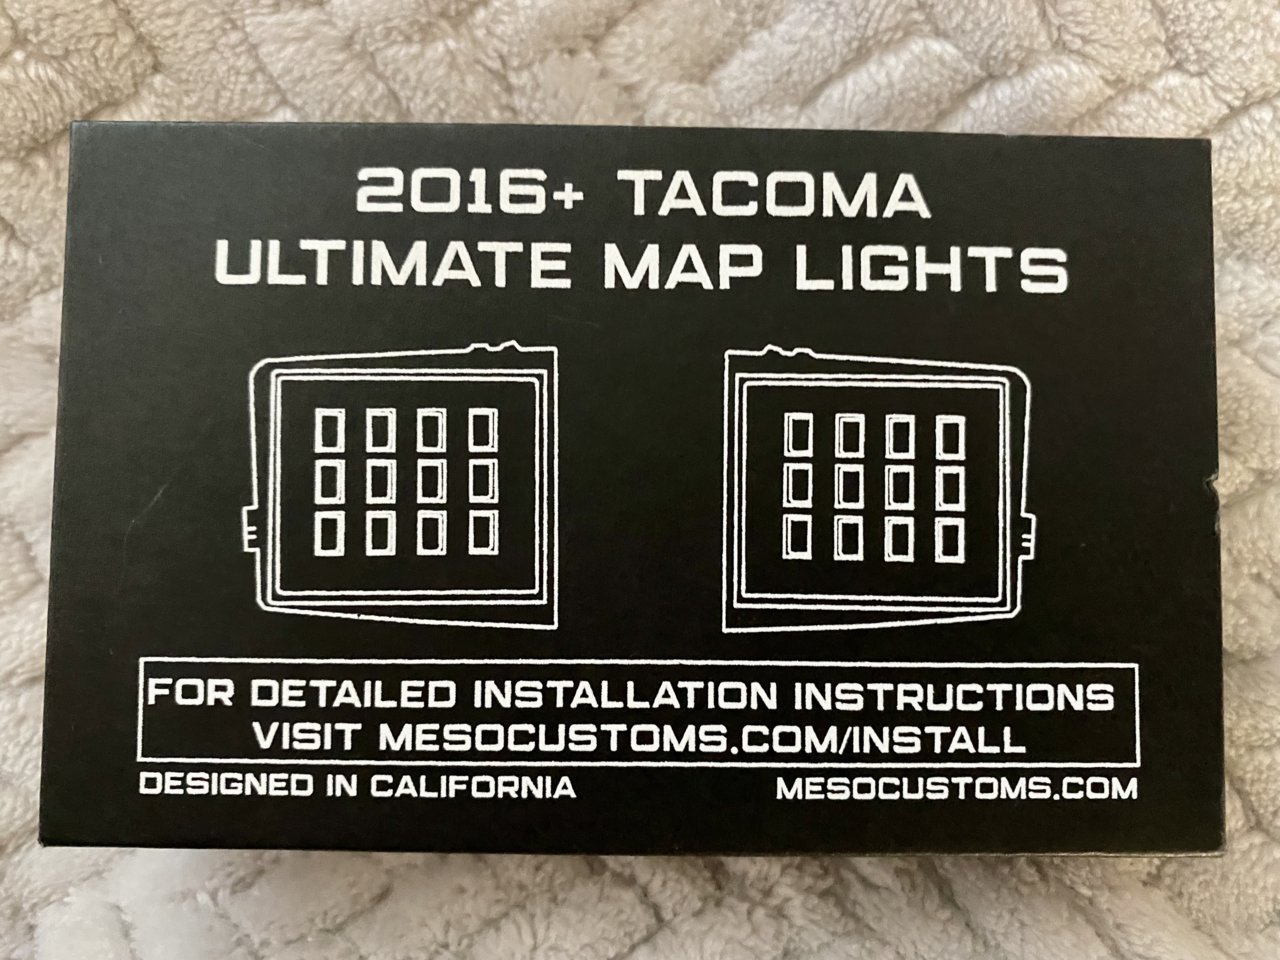 2016+ TACOMA
ULTIMATE MAP LIGHTS
FOR DETAILED INSTALLATION INSTRUCTIONS
VISIT MESOCUSTOMS.COM/INSTALL
DESIGNED IN CALIFORNIA
MESOCUSTOMS.COM